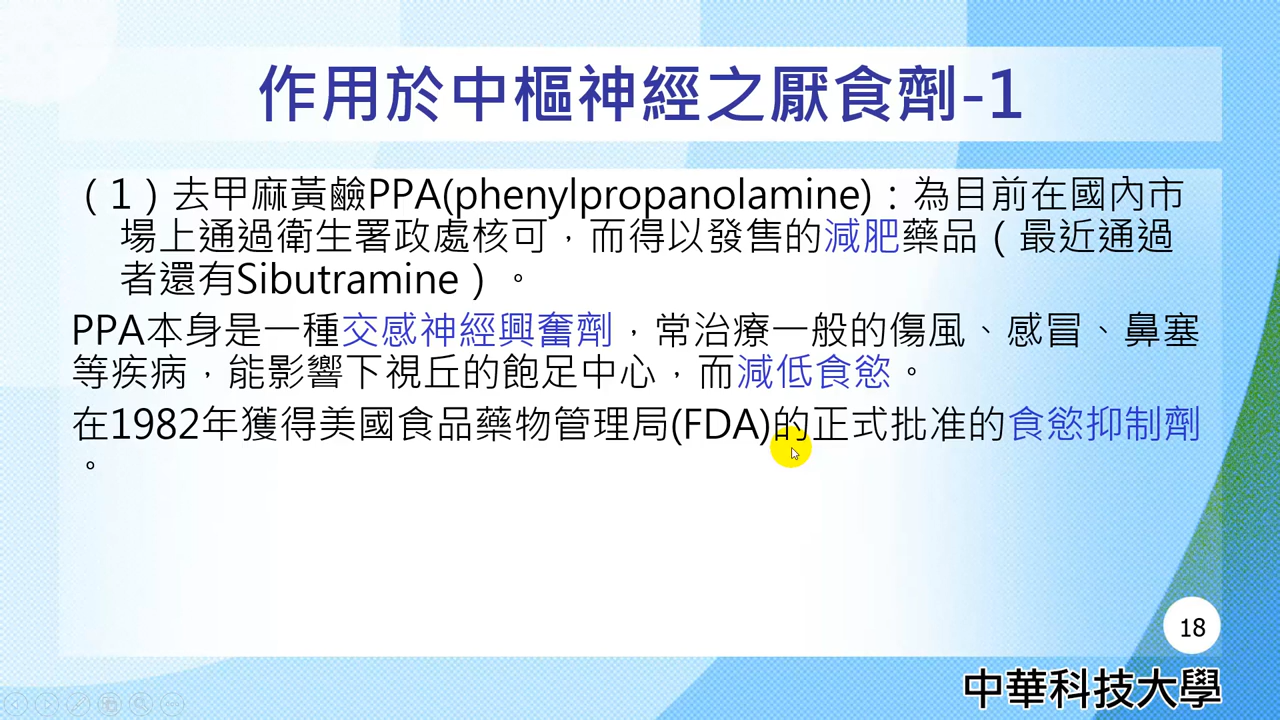 作用於中樞神經之厭食劑-1
（1）去甲麻黃鹼PPA(phenylpropanolamine)：為目前在國內市
場上通過衛生署政處核可，而得以發售的減肥藥品（最近通過
者還有Sibutramine）。
PPA本身是一種交感神經興奮劑，常治療一般的傷風、感冒、鼻塞
等疾病，能影響下視丘的飽足中心，而減低食慾。
在1982年獲得美國食品藥物管理局(FDA)的正式批准的食慾抑制劑
。
18
中華科技大學